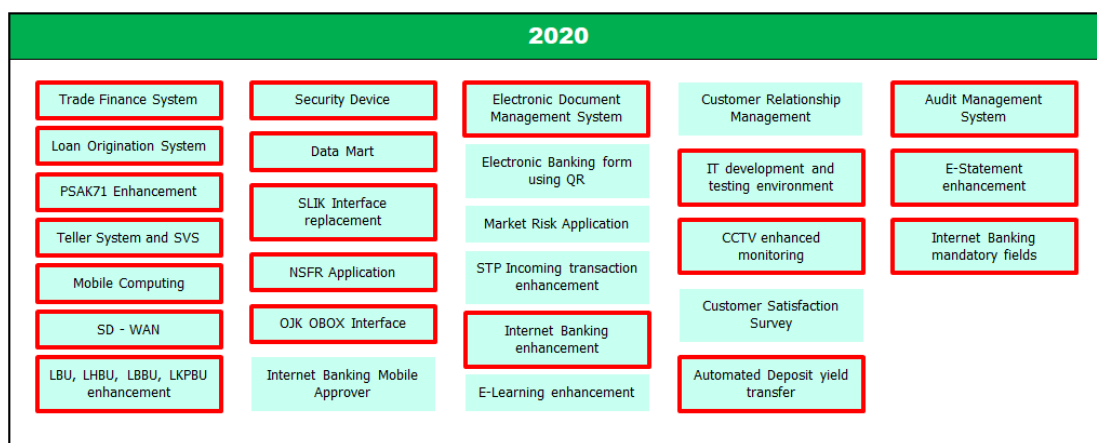 2020
Trade Finance System
Loan Origination System
PSAK71 Enhancement
Teller System and SVS
Mobile Computing
SD - WAN
LBU, LHBU, LBBU, LKPBU
enhancement
Security Device
Data Mart
SLIK Interface
replacement
NSFR Application
OJK OBOX Interface
Internet Banking Mobile
Approver
Electronic Document
Management System
Electronic Banking form
using QR
Market Risk Application
STP Incoming transaction
enhancement
Internet Banking
enhancement
E-Learning enhancement
Customer Relationship
Management
IT development and
testing environment
CCTV enhanced
monitoring
Customer Satisfaction
Survey
Automated Deposit yield
transfer
Audit Management
System
E-Statement
enhancement
Internet Banking
mandatory fields